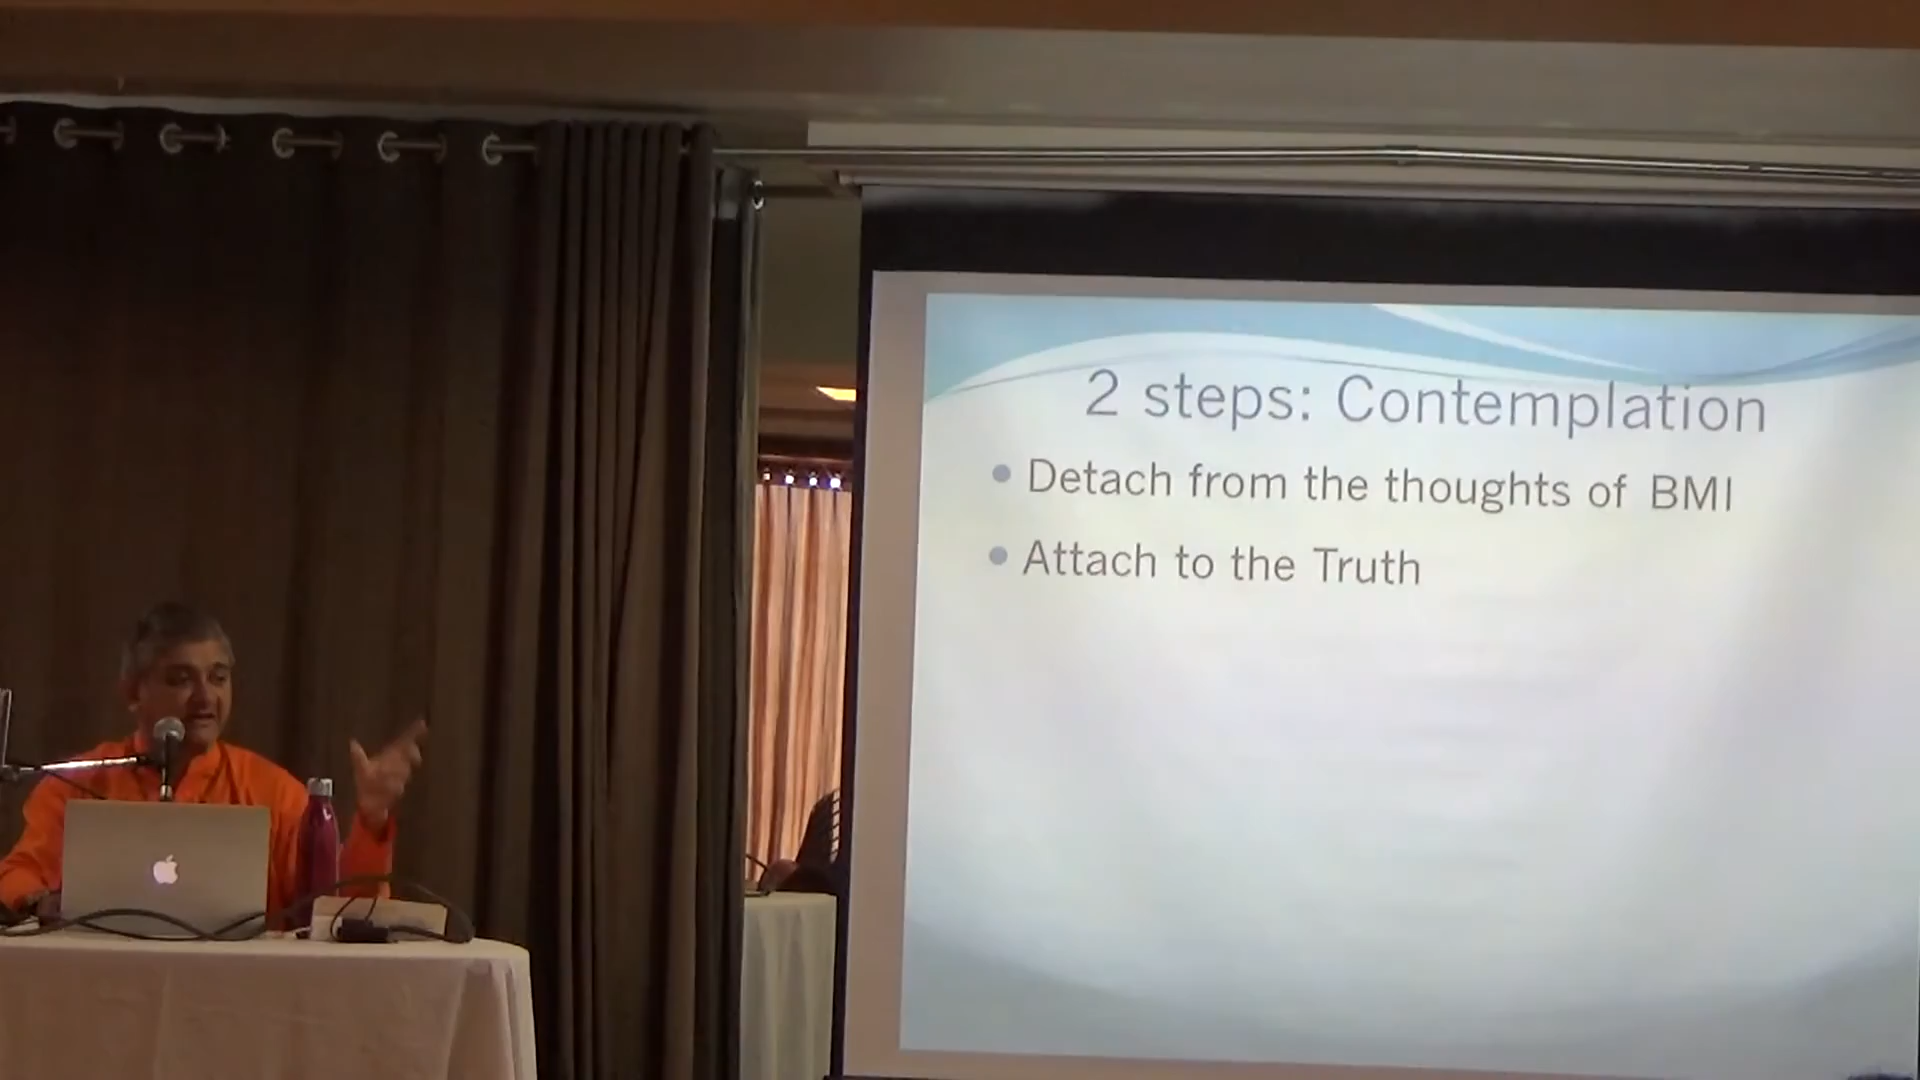 2 steps: Contemplation
Detach from the thoughts of BMI
Attach to the Truth